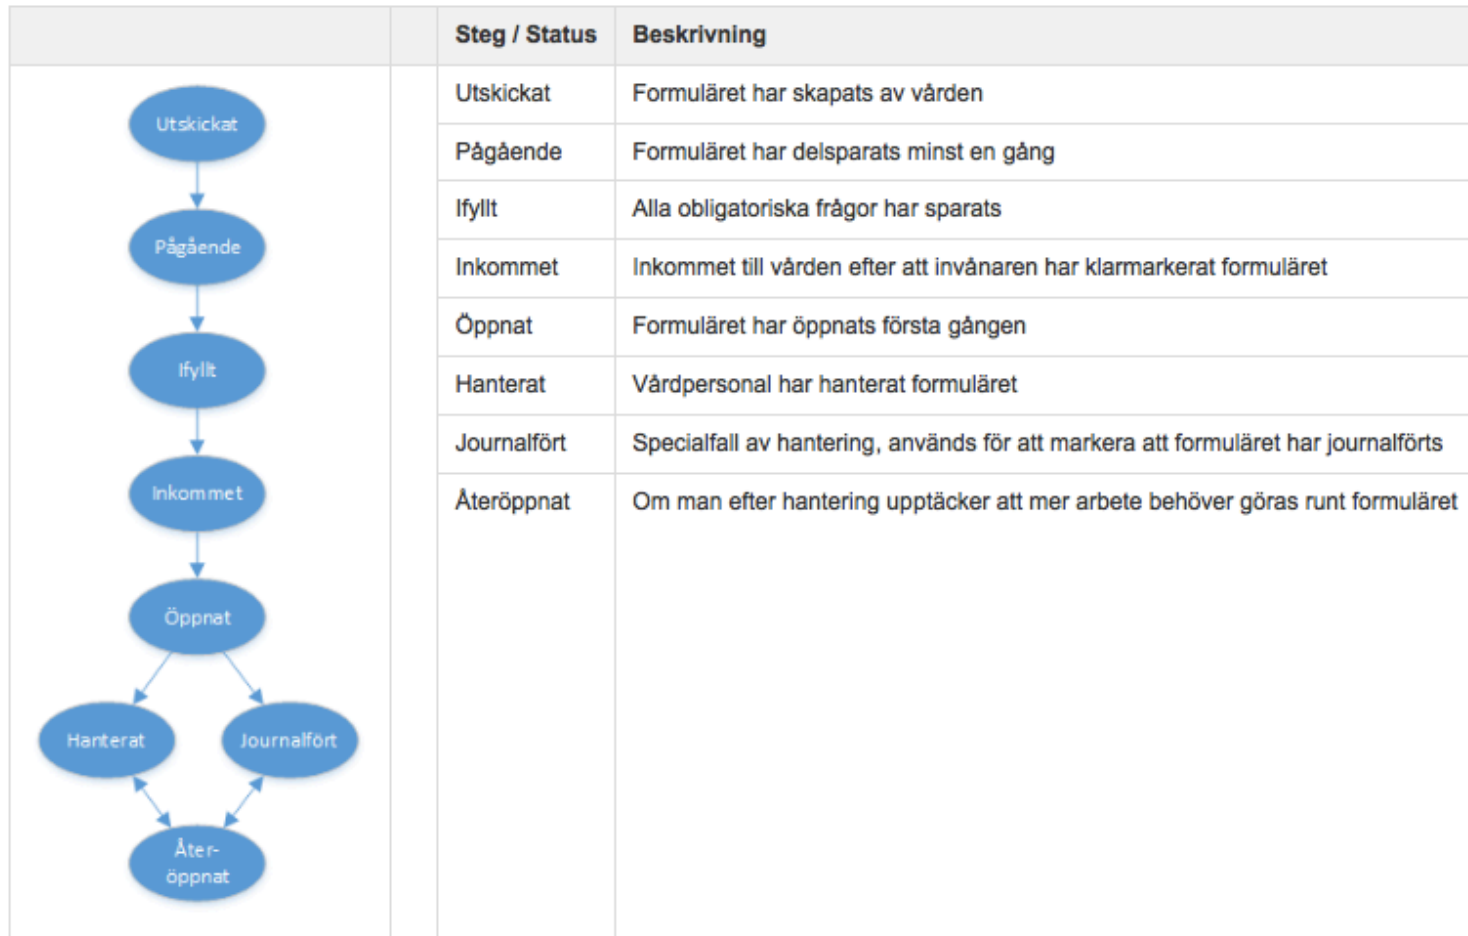 Steg / Status Beskrivning
Utskickat Formuläret har skapats av vården
Pågående Formuläret har delsparats minst en gång
Ifyllt Alla obligatoriska frågor har sparats
Inkommet Inkommet till vården efter att invånaren har klarmarkerat formuläret
Öppnat Formuläret har öppnats första gången
Hanterat Vårdpersonal har hanterat formuläret
Journalfört Specialfall av hantering, används för att markera att formuläret har journalförts
Återöppnat Om man efter hantering upptäcker att mer arbete behöver göras runt formuläret
Utskickat
Pågående
Ifyllt
Inkommet
Öppnat
Hanterat
Journalfört
Åter-
öppnat